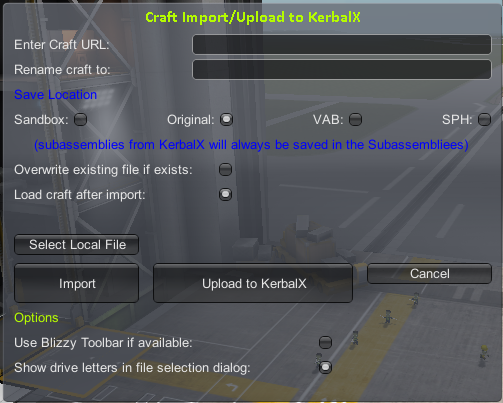 Craft Import/Upload to KerbalX
Enter Craft URL:
Rename craft to:
Save Location
Sandbox: Original: VAB: SPH:
(subassemblies from KerbalX will always be saved in the Subassembliees)
Overwrite existing file if exists:
Load craft after import:
Select Local File
Import Upload to KerbalX Cancel
Options
Use Blizzy Toolbar if available:
Show drive letters in file selection dialog: